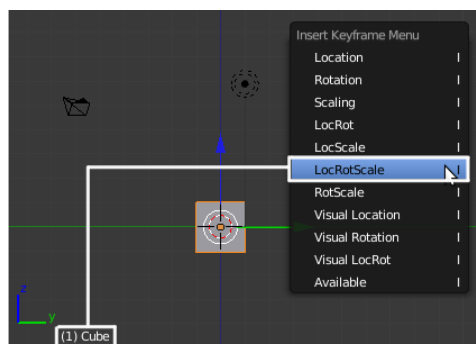 Insert Keyframe Menu
Location I
Rotation I
Scaling I
LocRot I
LocScale I
LocRotScale I
RotScale I
Visual Location I
Visual Rotation I
Visual LocRot I
Available I
z
y
(1) Cube